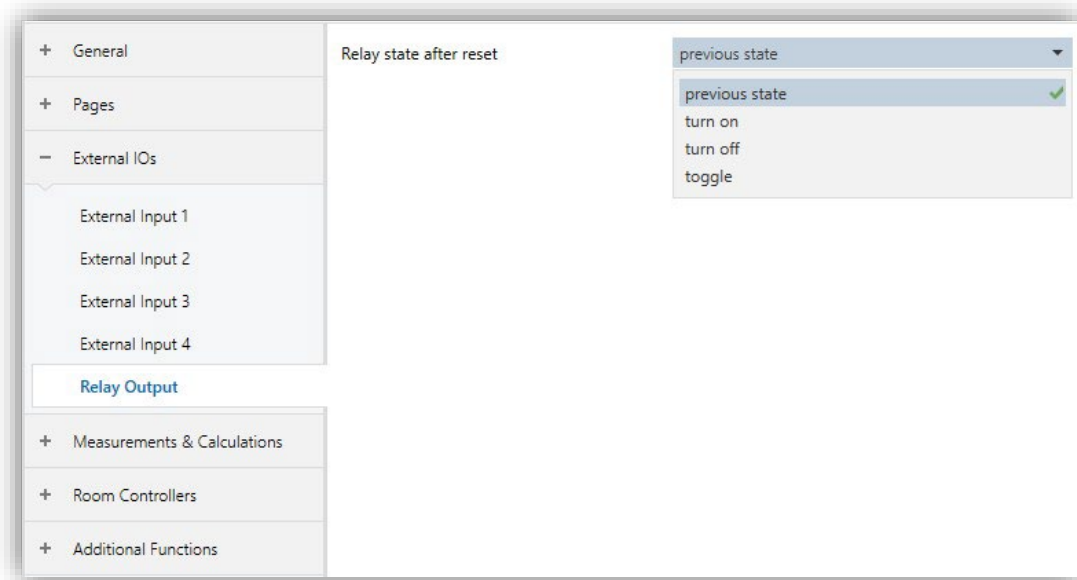 General
Pages
External IOs
External Input 1
External Input 2
External Input 3
External Input 4
Relay Output
Measurements & Calculations
Room Controllers
Additional Functions
Relay state after reset
previous state
previous state
turn on
turn off
toggle